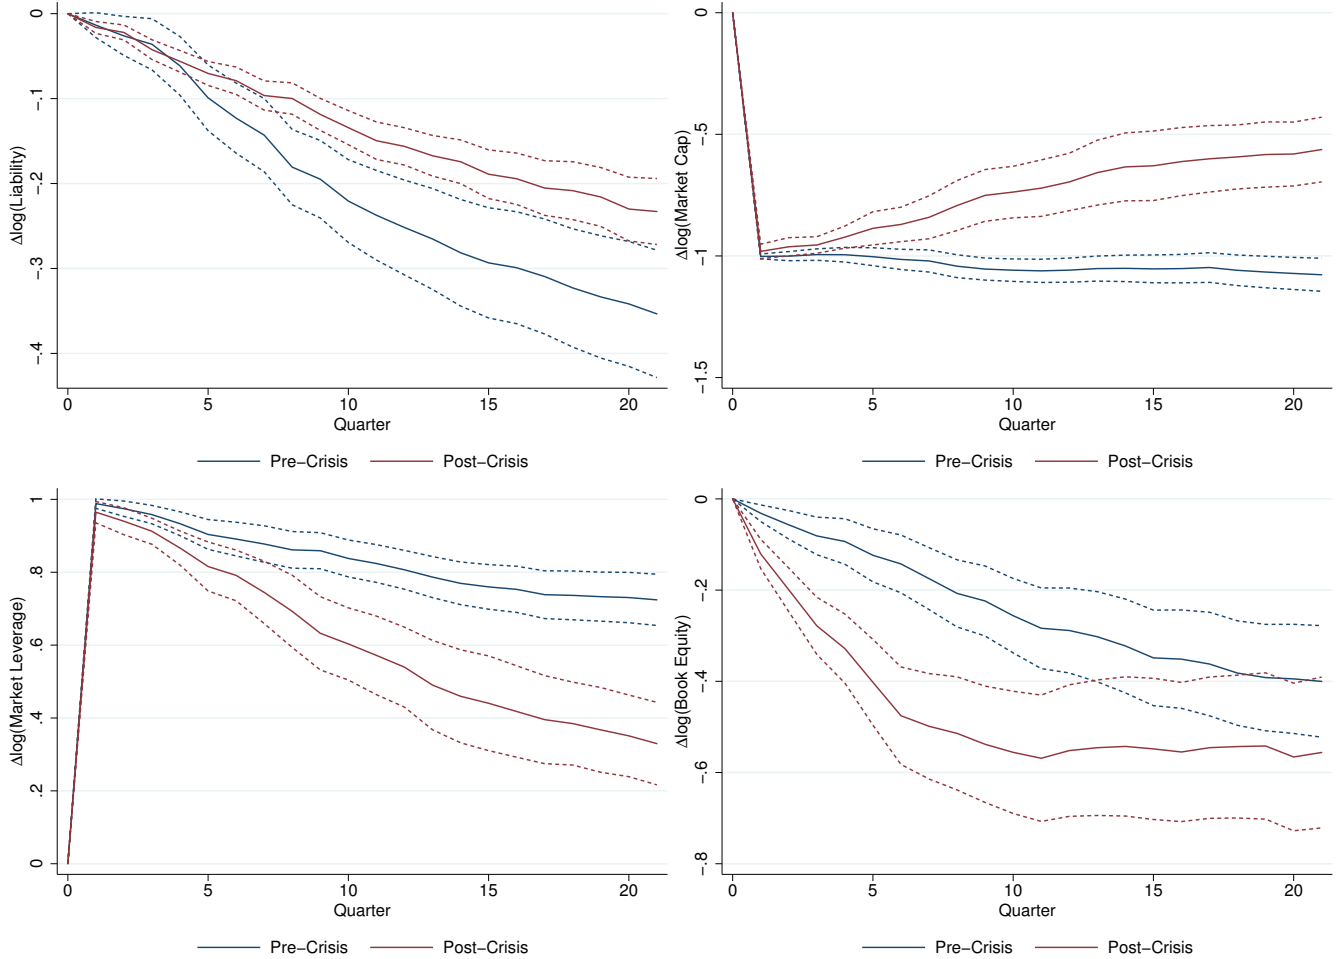 Δlog(Liability)
0
-.1
-.2
-.3
-.4
0 5 10 15 20
Quarter
Pre-Crisis Post-Crisis
Δlog(Market Cap)
0
-.5
-1
-1.5
0 5 10 15 20
Quarter
Pre-Crisis Post-Crisis
Δlog(Market Leverage)
1
.8
.6
.4
.2
0
0 5 10 15 20
Quarter
Pre-Crisis Post-Crisis
Δlog(Book Equity)
0
-.2
-.4
-.6
-.8
0 5 10 15 20
Quarter
Pre-Crisis Post-Crisis